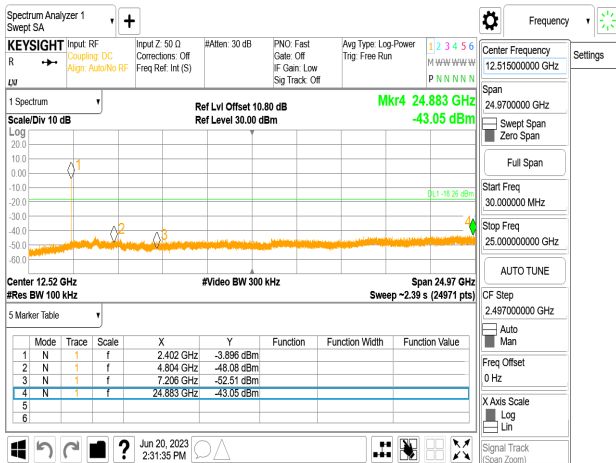 Spectrum Analyzer 1
Swept SA
Frequency
KEYSIGHT
R
LXI
Input: RF
Coupling: DC
Align: Auto/No RF
Input Z: 50 Ω
Corrections: Off
Freq Ref: Int (S)
#Atten: 30 dB
PNO: Fast
Gate: Off
IF Gain: Low
Sig Track: Off
Avg Type: Log-Power
Trig: Free Run
1 2 3 4 5 6
M W W W W W
P N N N N N
1 Spectrum
Scale/Div 10 dB
Ref Lvl Offset 10.80 dB
Ref Level 30.00 dBm
Mkr4 24.883 GHz
-43.05 dBm
Log
20.0
10.0
0.00
-10.0
-20.0
-30.0
-40.0
-50.0
-60.0
1
2
3
4
DL1 -18.26 dBm
Center 12.52 GHz
#Res BW 100 kHz
#Video BW 300 kHz
Span 24.97 GHz
Sweep ~2.39 s (24971 pts)
5 Marker Table
Mode Trace Scale X Y Function Function Width Function Value
1 N 1 f 2.402 GHz -3.896 dBm
2 N 1 f 4.804 GHz -48.08 dBm
3 N 1 f 7.206 GHz -52.51 dBm
4 N 1 f 24.883 GHz -43.05 dBm
5
6
?
Jun 20, 2023
2:31:35 PM
Center Frequency
12.515000000 GHz
Settings
Span
24.9700000 GHz
Swept Span
Zero Span
Full Span
Start Freq
30.000000 MHz
Stop Freq
25.000000000 GHz
AUTO TUNE
CF Step
2.497000000 GHz
Auto
Man
Freq Offset
0 Hz
X Axis Scale
Log
Lin
Signal Track
(Span Zoom)